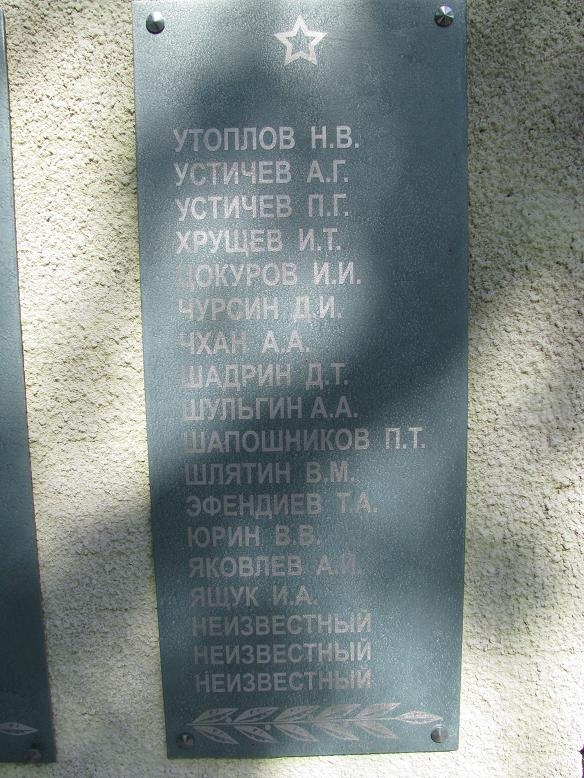 УТОПЛОВ Н.В.
УСТИЧЕВ А.Г.
УСТИЧЕВ П.Г.
ХРУЩЕВ И.Т.
ЦОКУРОВ И.И.
ЧУРСИН Д.И.
ЧХАН А.А.
ШАДРИН Д.Т.
ШУЛЬГИН А.А.
ШАПОШНИКОВ П.Т.
ШЛЯТИН В.М.
ЭФЕНДИЕВ Т.А.
ЮРИН В.В.
ЯКОВЛЕВ А.И.
ЯЩУК И.А.
НЕИЗВЕСТНЫЙ
НЕИЗВЕСТНЫЙ
НЕИЗВЕСТНЫЙ